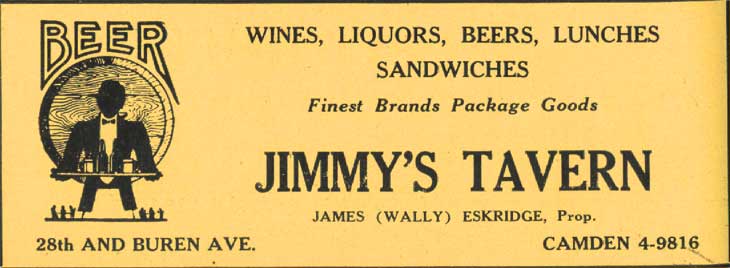 BEER
WINES, LIQUORS, BEERS, LUNCHES
SANDWICHES
Finest Brands Package Goods
JIMMY'S TAVERN
JAMES (WALLY) ESKRIDGE, Prop.
28th AND BUREN AVE.
CAMDEN 4-9816